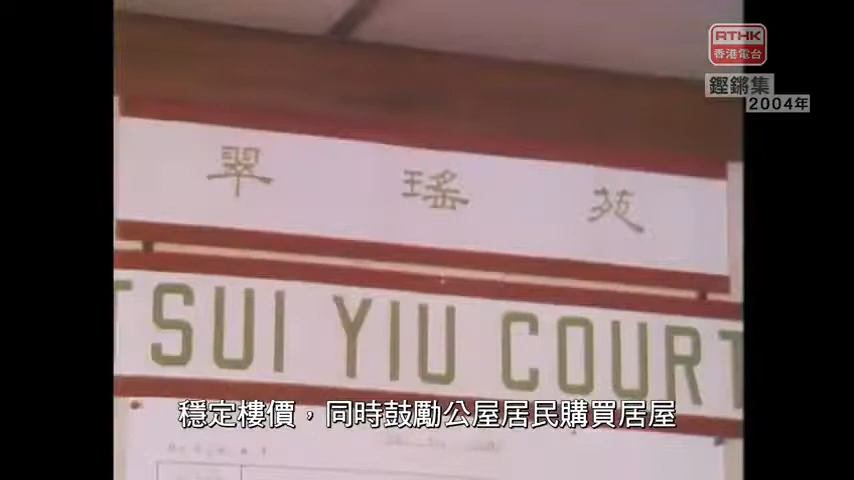 RTHK
香港電台
鏗鏘集
2004年
翠瑤苑
TSUI YIU COURT
穩定樓價，同時鼓勵公屋居民購買居屋